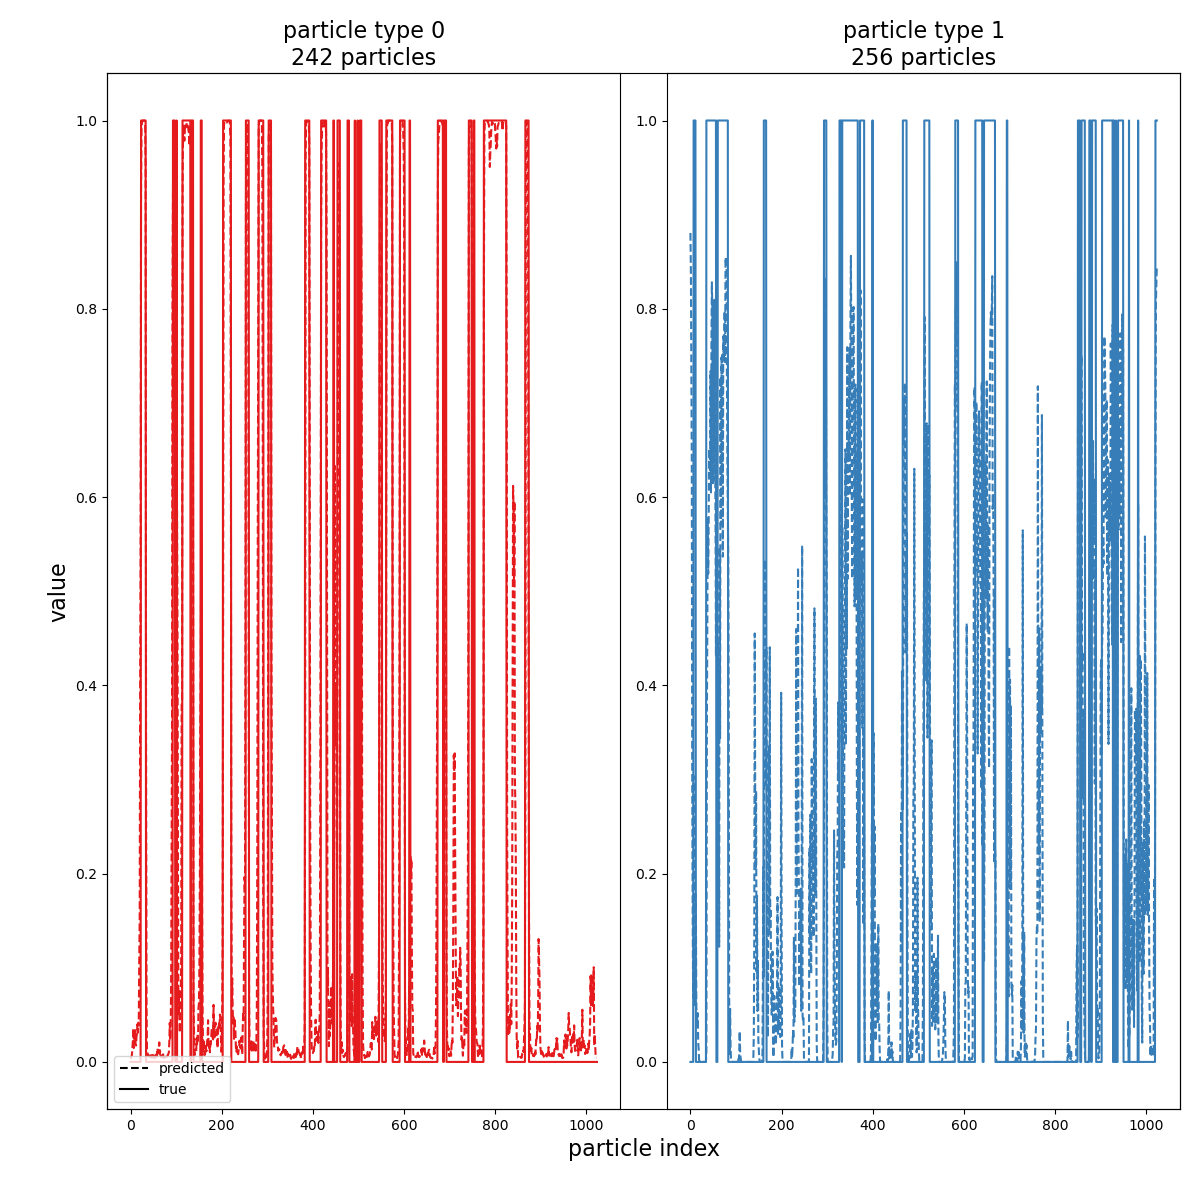 particle type 0
242 particles
particle type 1
256 particles
1.0
0.8
0.6
0.4
0.2
0.0
1.0
0.8
0.6
0.4
0.2
0.0
value
predicted
true
0 200 400 600 800 1000
0 200 400 600 800 1000
particle index